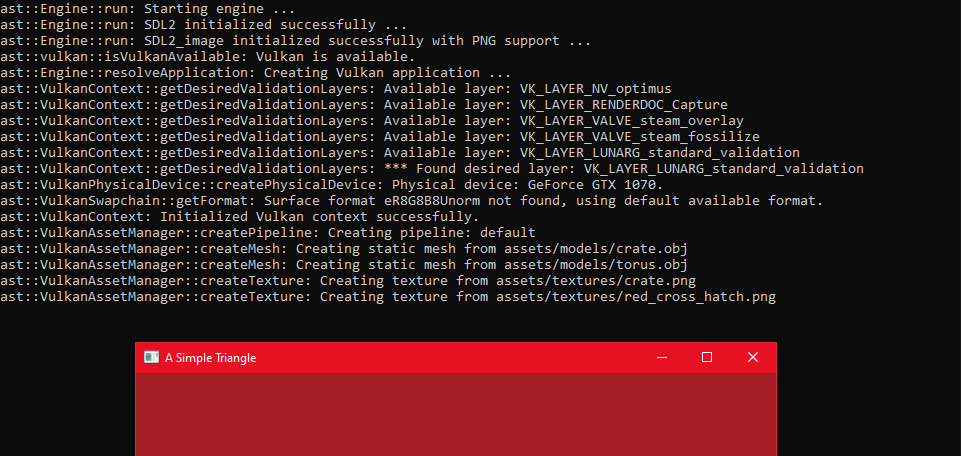 ast::Engine::run: Starting engine ...
ast::Engine::run: SDL2 initialized successfully ...
ast::Engine::run: SDL2_image initialized successfully with PNG support ...
ast::vulkan::isVulkanAvailable: Vulkan is available.
ast::Engine::resolveApplication: Creating Vulkan application ...
ast::VulkanContext::getDesiredValidationLayers: Available layer: VK_LAYER_NV_optimus
ast::VulkanContext::getDesiredValidationLayers: Available layer: VK_LAYER_RENDERDOC_Capture
ast::VulkanContext::getDesiredValidationLayers: Available layer: VK_LAYER_VALVE_steam_overlay
ast::VulkanContext::getDesiredValidationLayers: Available layer: VK_LAYER_VALVE_steam_fossilize
ast::VulkanContext::getDesiredValidationLayers: Available layer: VK_LAYER_LUNARG_standard_validation
ast::VulkanContext::getDesiredValidationLayers: *** Found desired layer: VK_LAYER_LUNARG_standard_validation
ast::VulkanPhysicalDevice::createPhysicalDevice: Physical device: GeForce GTX 1070.
ast::VulkanSwapchain::getFormat: Surface format eR8G8B8Unorm not found, using default available format.
ast::VulkanContext: Initialized Vulkan context successfully.
ast::VulkanAssetManager::createPipeline: Creating pipeline: default
ast::VulkanAssetManager::createMesh: Creating static mesh from assets/models/crate.obj
ast::VulkanAssetManager::createMesh: Creating static mesh from assets/models/torus.obj
ast::VulkanAssetManager::createTexture: Creating texture from assets/textures/crate.png
ast::VulkanAssetManager::createTexture: Creating texture from assets/textures/red_cross_hatch.png
A Simple Triangle